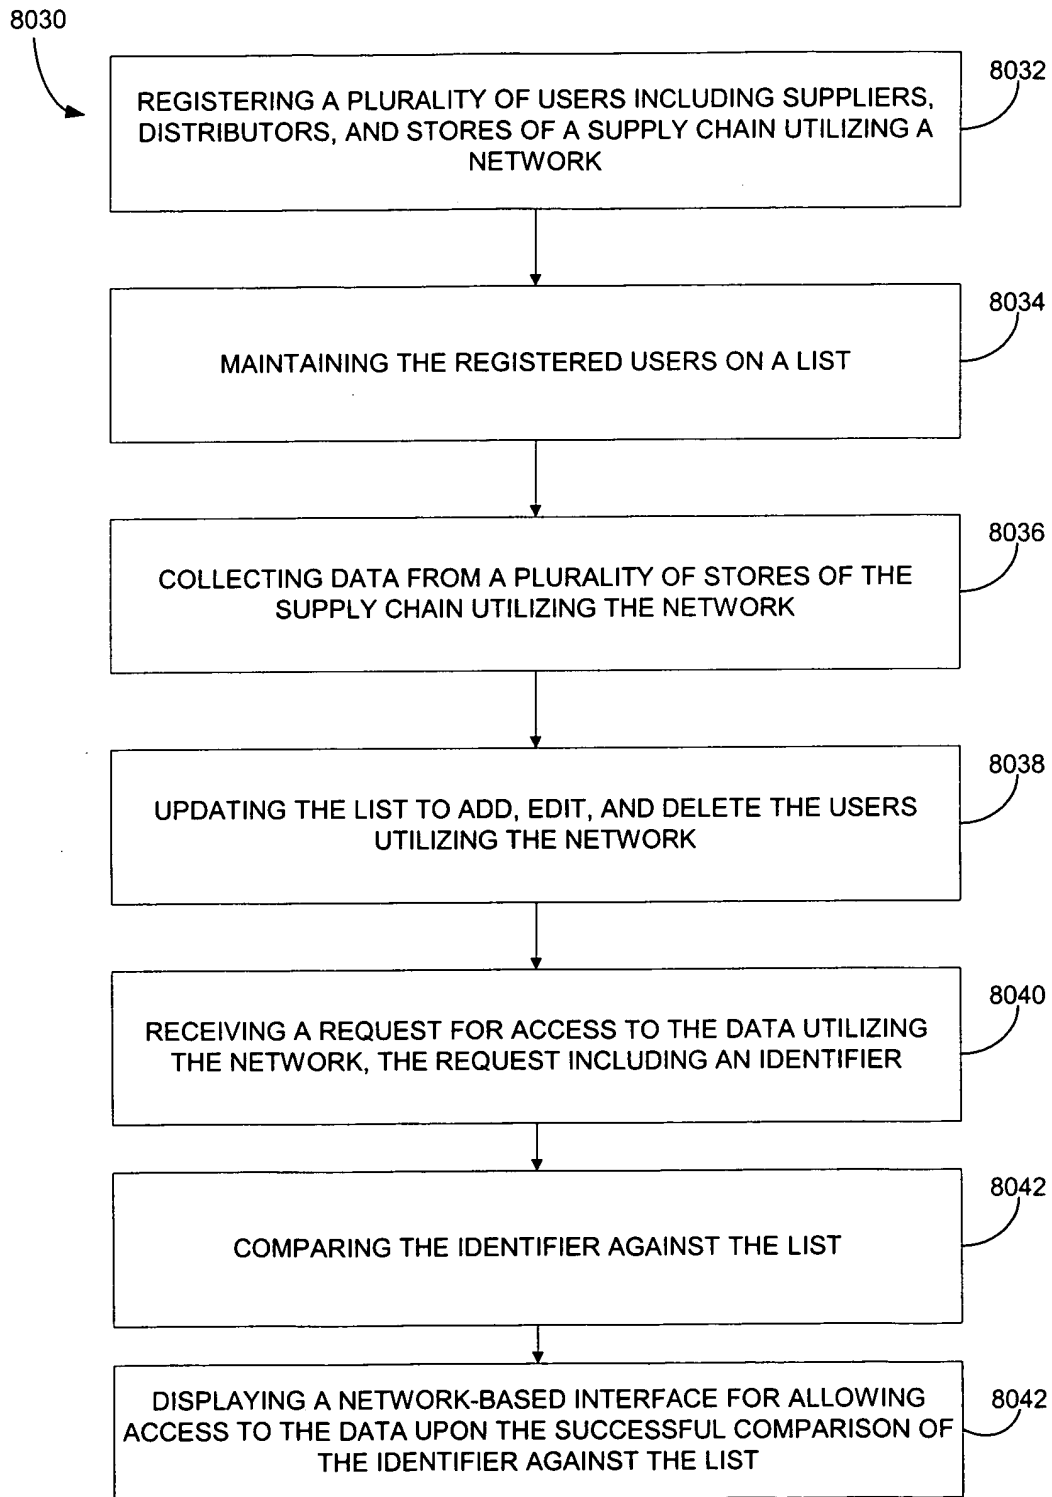 8030
8032
REGISTERING A PLURALITY OF USERS INCLUDING SUPPLIERS,
DISTRIBUTORS, AND STORES OF A SUPPLY CHAIN UTILIZING A
NETWORK
8034
MAINTAINING THE REGISTERED USERS ON A LIST
8036
COLLECTING DATA FROM A PLURALITY OF STORES OF THE
SUPPLY CHAIN UTILIZING THE NETWORK
8038
UPDATING THE LIST TO ADD, EDIT, AND DELETE THE USERS
UTILIZING THE NETWORK
8040
RECEIVING A REQUEST FOR ACCESS TO THE DATA UTILIZING
THE NETWORK, THE REQUEST INCLUDING AN IDENTIFIER
8042
COMPARING THE IDENTIFIER AGAINST THE LIST
8042
DISPLAYING A NETWORK-BASED INTERFACE FOR ALLOWING
ACCESS TO THE DATA UPON THE SUCCESSFUL COMPARISON OF
THE IDENTIFIER AGAINST THE LIST